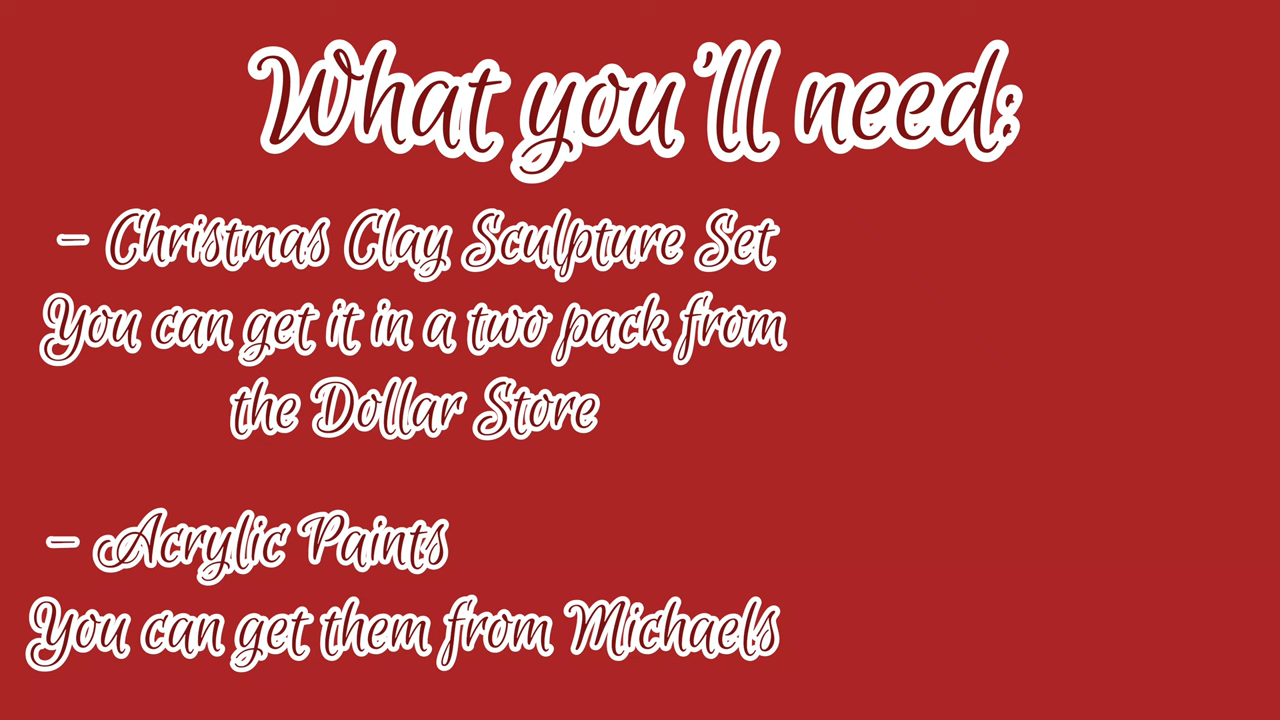 What you'll need:
- Christmas Clay Sculpture Set
You can get it in a two pack from
the Dollar Store
- Acrylic Paints
You can get them from Michaels